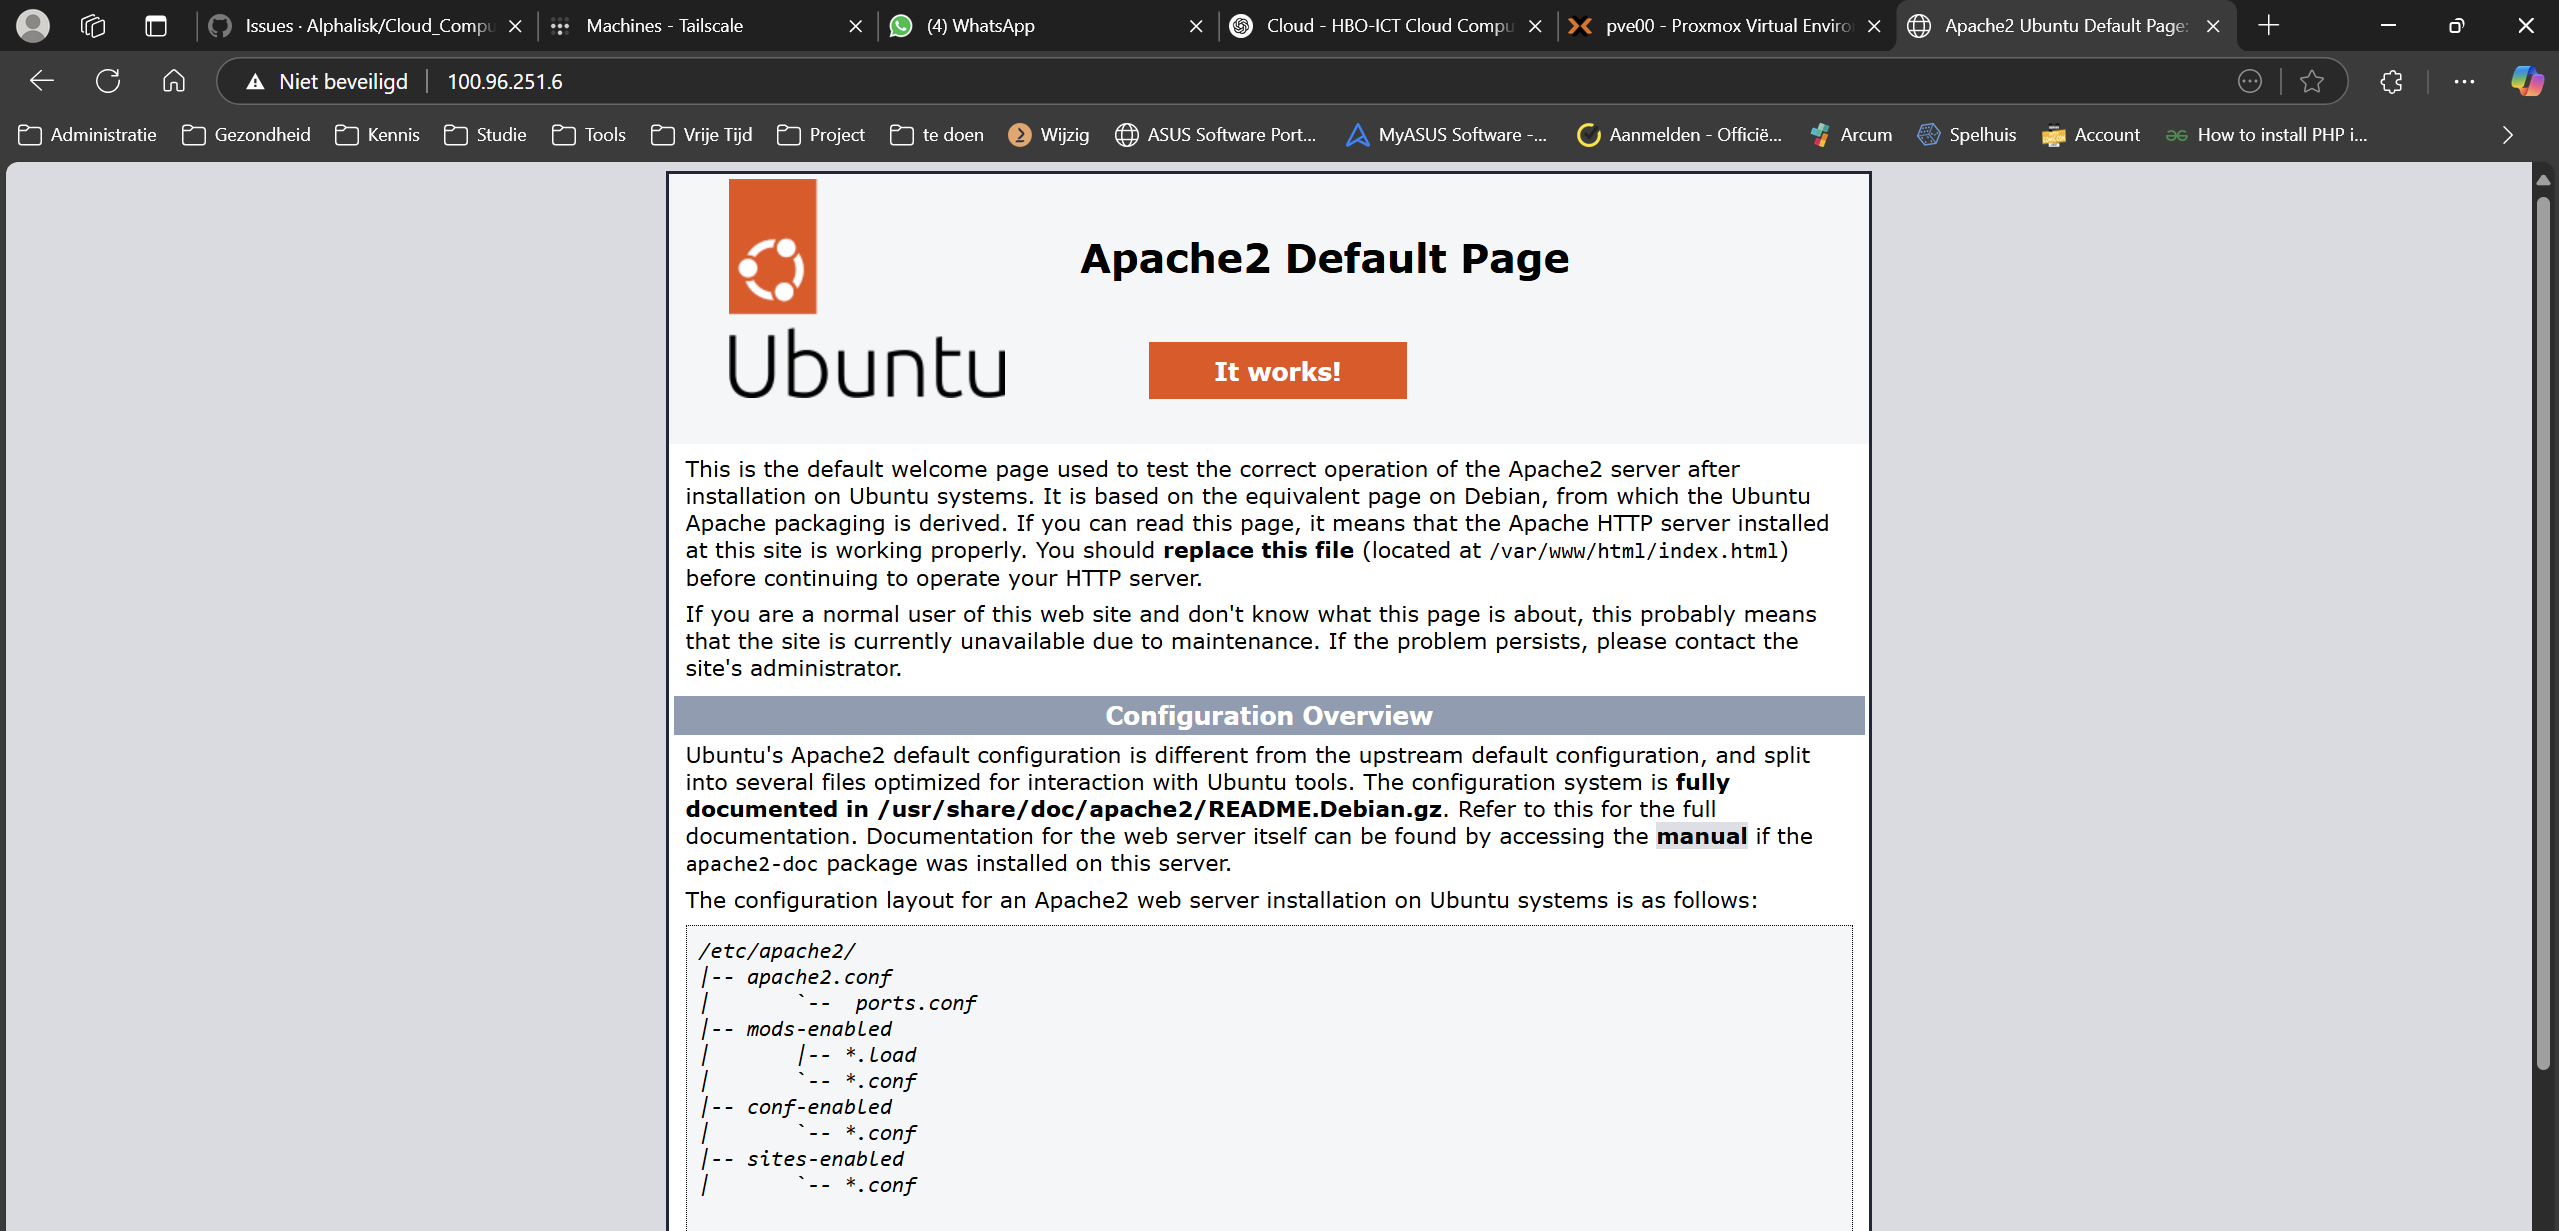 Issues · Alphalisk/Cloud_Compu
Machines - Tailscale
(4) WhatsApp
Cloud - HBO-ICT Cloud Compu
pve00 - Proxmox Virtual Enviro
Apache2 Ubuntu Default Page:
Niet beveiligd
100.96.251.6
Administratie
Gezondheid
Kennis
Studie
Tools
Vrije Tijd
Project
te doen
Wijzig
ASUS Software Port...
MyASUS Software -...
Aanmelden - Officië...
Arcum
Spelhuis
Account
How to install PHP i...
Apache2 Default Page
Ubuntu
It works!
This is the default welcome page used to test the correct operation of the Apache2 server after
installation on Ubuntu systems. It is based on the equivalent page on Debian, from which the Ubuntu
Apache packaging is derived. If you can read this page, it means that the Apache HTTP server installed
at this site is working properly. You should replace this file (located at /var/www/html/index.html)
before continuing to operate your HTTP server.
If you are a normal user of this web site and don't know what this page is about, this probably means
that the site is currently unavailable due to maintenance. If the problem persists, please contact the
site's administrator.
Configuration Overview
Ubuntu's Apache2 default configuration is different from the upstream default configuration, and split
into several files optimized for interaction with Ubuntu tools. The configuration system is fully
documented in /usr/share/doc/apache2/README.Debian.gz. Refer to this for the full
documentation. Documentation for the web server itself can be found by accessing the manual if the
apache2-doc package was installed on this server.
The configuration layout for an Apache2 web server installation on Ubuntu systems is as follows:
/etc/apache2/
|-- apache2.conf
|       `--  ports.conf
|-- mods-enabled
|       |-- *.load
|       `-- *.conf
|-- conf-enabled
|       `-- *.conf
|-- sites-enabled
|       `-- *.conf